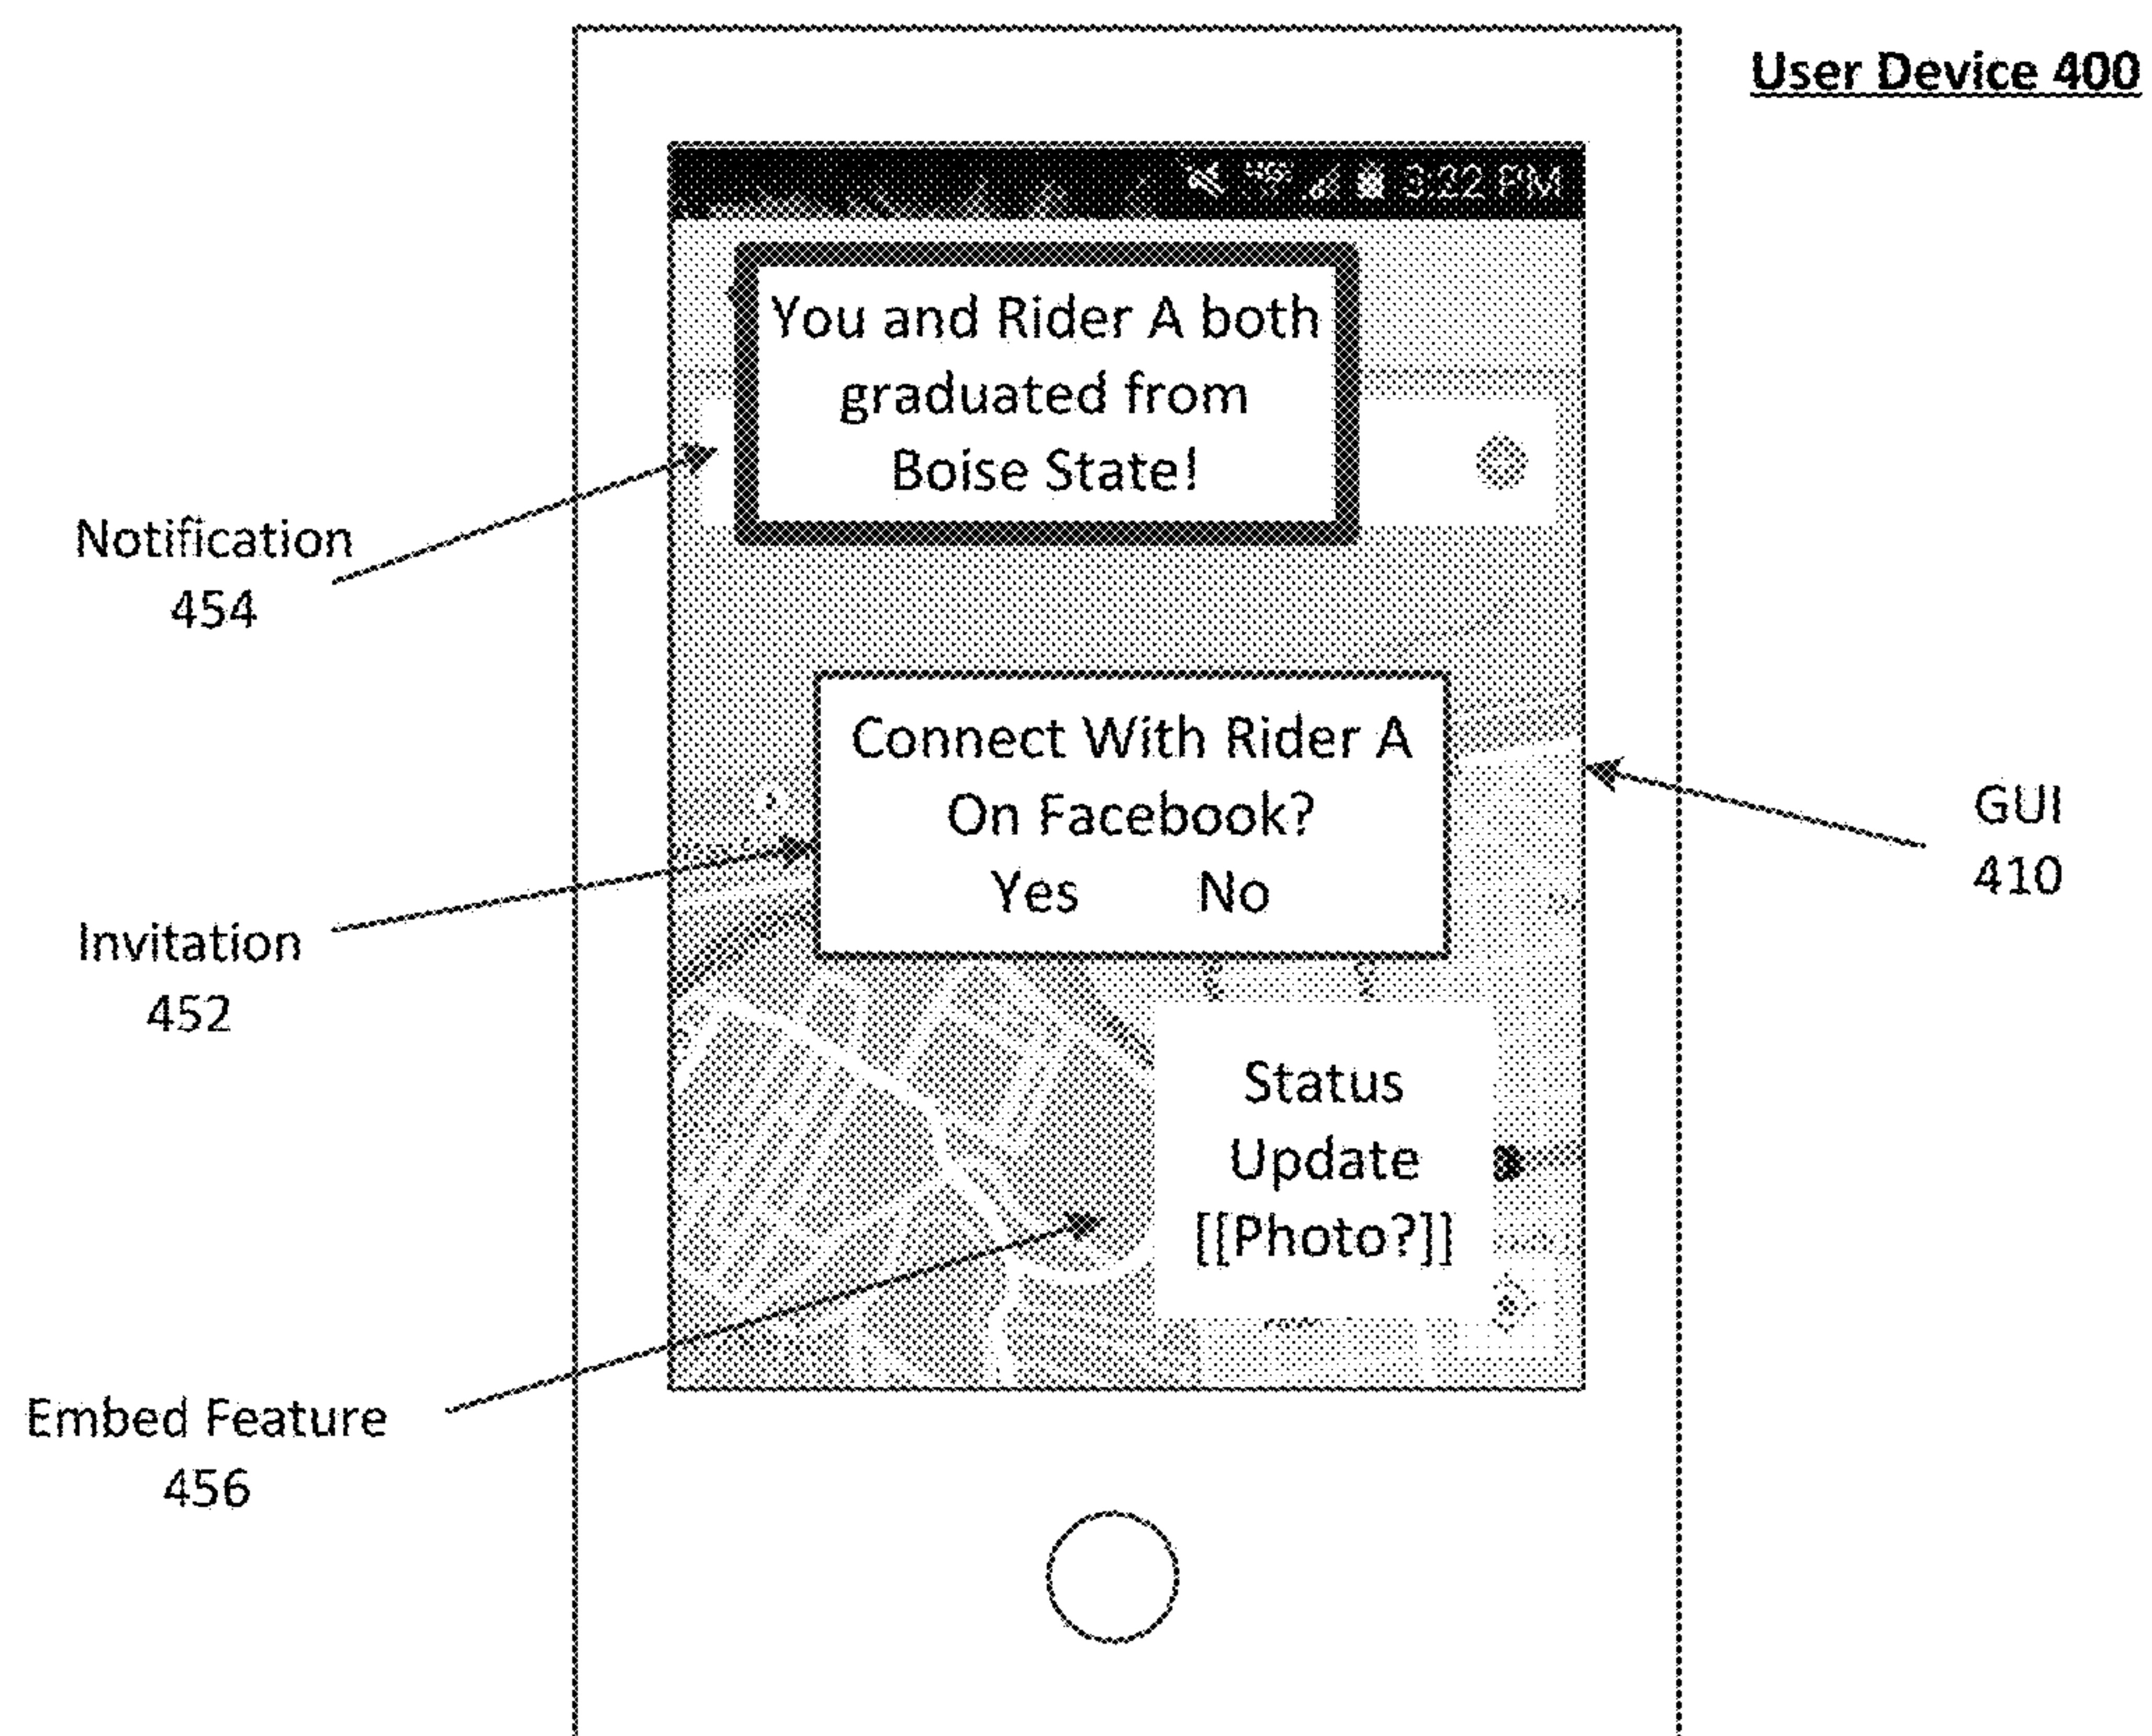 User Device 400
3:32 PM
You and Rider A both
graduated from
Boise State!
Notification
454
Connect With Rider A
On Facebook?
Yes No
GUI
410
Invitation
452
Status
Update
[[Photo?]]
Embed Feature
456